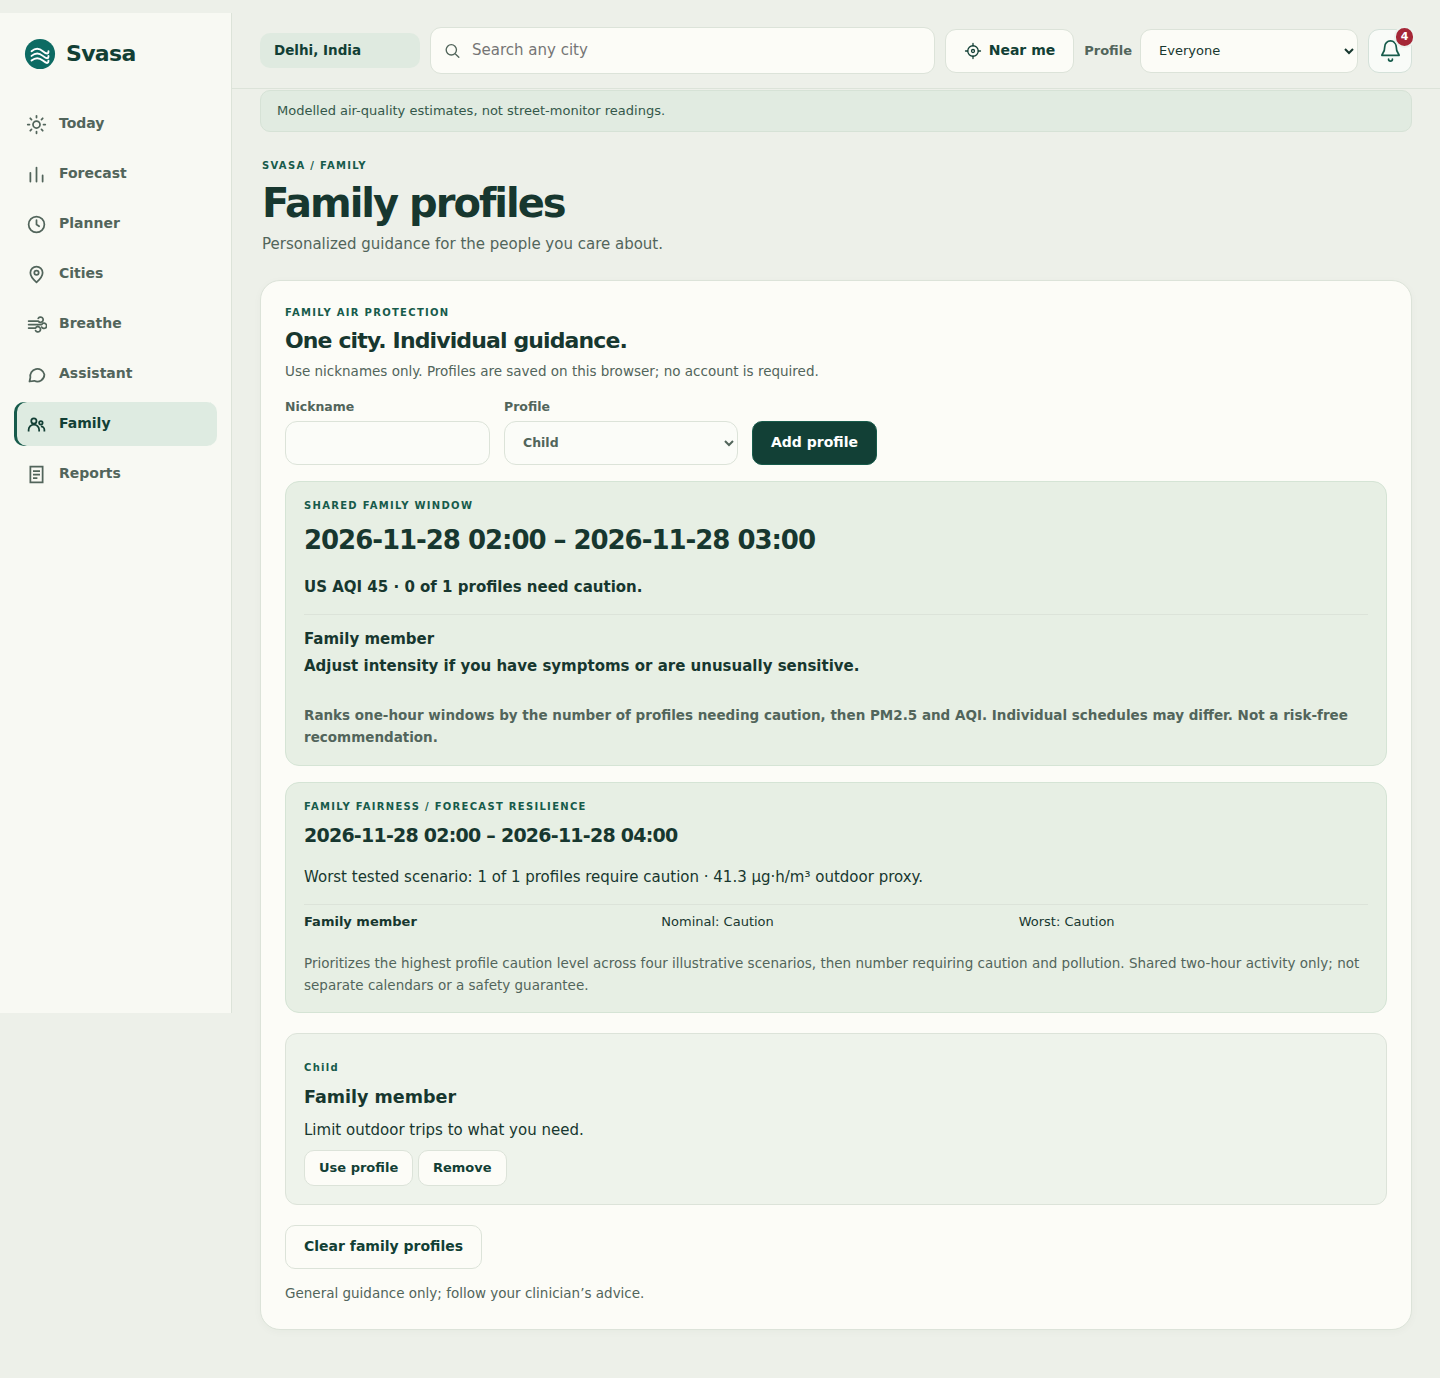 Svasa
Today
Forecast
Planner
Cities
Breathe
Assistant
Family
Reports
Delhi, India
Search any city
Near me
Profile
Everyone
4
Modelled air-quality estimates, not street-monitor readings.
SVASA / FAMILY
Family profiles
Personalized guidance for the people you care about.
FAMILY AIR PROTECTION
One city. Individual guidance.
Use nicknames only. Profiles are saved on this browser; no account is required.
Nickname
Profile
Child
Add profile
SHARED FAMILY WINDOW
2026-11-28 02:00 – 2026-11-28 03:00
US AQI 45 · 0 of 1 profiles need caution.
Family member
Adjust intensity if you have symptoms or are unusually sensitive.
Ranks one-hour windows by the number of profiles needing caution, then PM2.5 and AQI. Individual schedules may differ. Not a risk-free
recommendation.
FAMILY FAIRNESS / FORECAST RESILIENCE
2026-11-28 02:00 – 2026-11-28 04:00
Worst tested scenario: 1 of 1 profiles require caution · 41.3 µg·h/m³ outdoor proxy.
Family member
Nominal: Caution
Worst: Caution
Prioritizes the highest profile caution level across four illustrative scenarios, then number requiring caution and pollution. Shared two-hour activity only; not
separate calendars or a safety guarantee.
Child
Family member
Limit outdoor trips to what you need.
Use profile
Remove
Clear family profiles
General guidance only; follow your clinician’s advice.